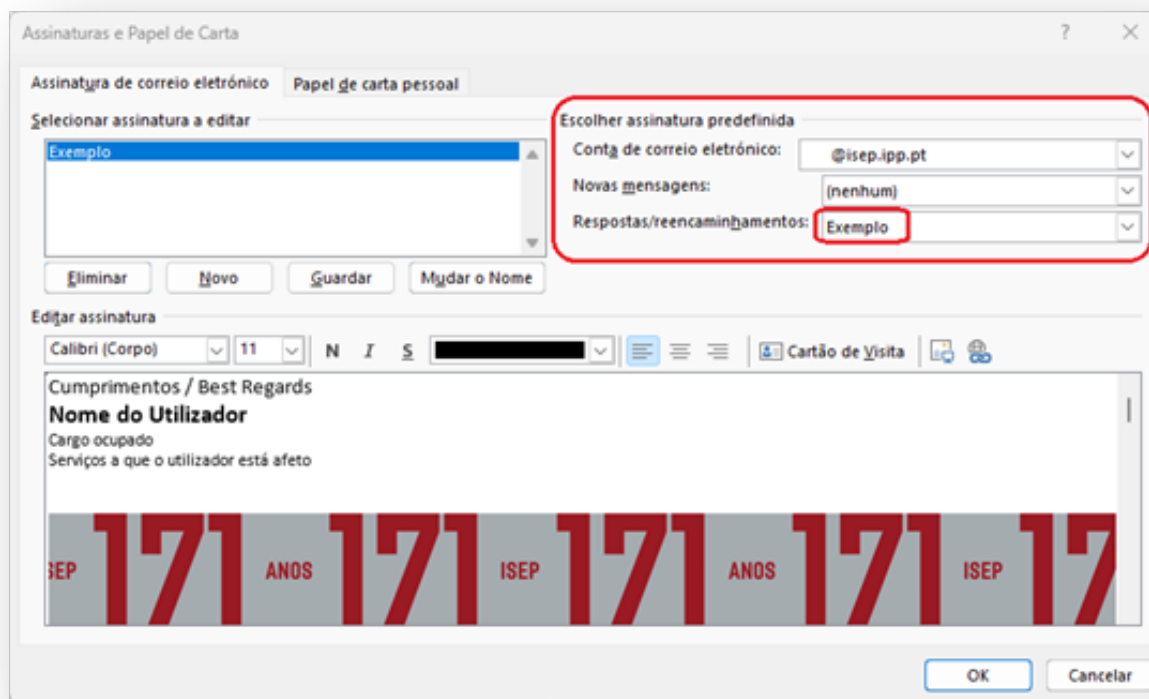 Assinaturas e Papel de Carta
Assinatura de correio eletrónico Papel de carta pessoal
Selecionar assinatura a editar
Exemplo
Eliminar Novo Guardar Mudar o Nome
Escolher assinatura predefinida
Conta de correio eletrónico: @isep.ipp.pt
Novas mensagens: (nenhum)
Respostas/reencaminhamentos: Exemplo
Editar assinatura
Calibri (Corpo) 11 N I S Cartão de Visita
Cumprimentos / Best Regards
Nome do Utilizador
Cargo ocupado
Serviços a que o utilizador está afeto
ISEP 171 ANOS 171 ISEP 171 ANOS 171 ISEP 17
OK Cancelar